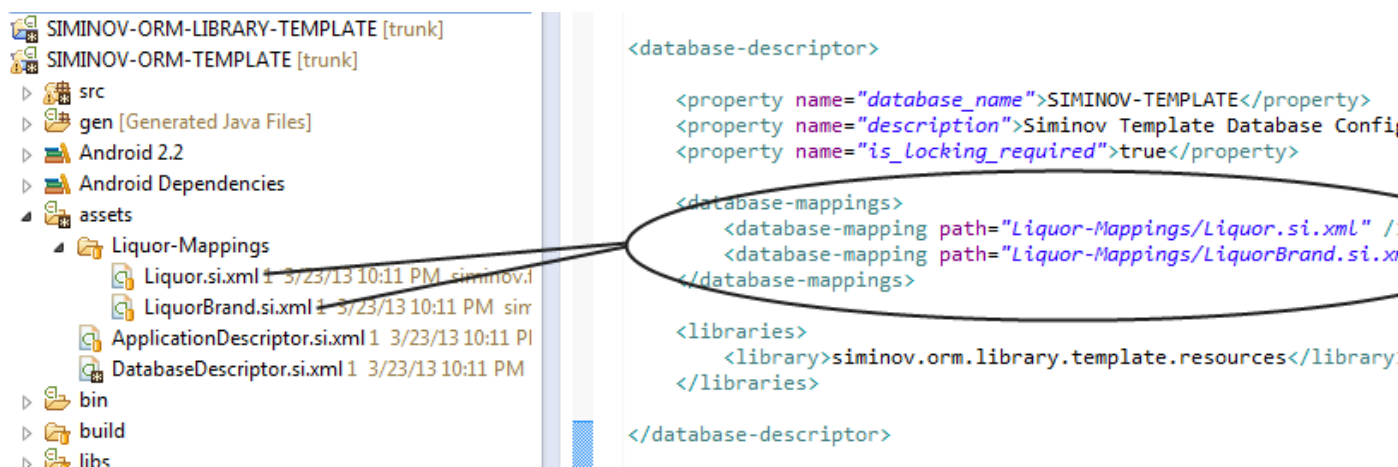 SIMINOV-ORM-LIBRARY-TEMPLATE [trunk]
SIMINOV-ORM-TEMPLATE [trunk]
src
gen [Generated Java Files]
Android 2.2
Android Dependencies
assets
Liquor-Mappings
Liquor.si.xml 1 3/23/13 10:11 PM siminov.f
LiquorBrand.si.xml 1 3/23/13 10:11 PM sim
ApplicationDescriptor.si.xml 1 3/23/13 10:11 PM
DatabaseDescriptor.si.xml 1 3/23/13 10:11 PM
bin
build
libs
<database-descriptor>
<property name="database_name">SIMINOV-TEMPLATE</property>
<property name="description">Siminov Template Database Config
<property name="is_locking_required">true</property>
<database-mappings>
<database-mapping path="Liquor-Mappings/Liquor.si.xml" /
<database-mapping path="Liquor-Mappings/LiquorBrand.si.xm
</database-mappings>
<libraries>
<library>siminov.orm.library.template.resources</library
</libraries>
</database-descriptor>